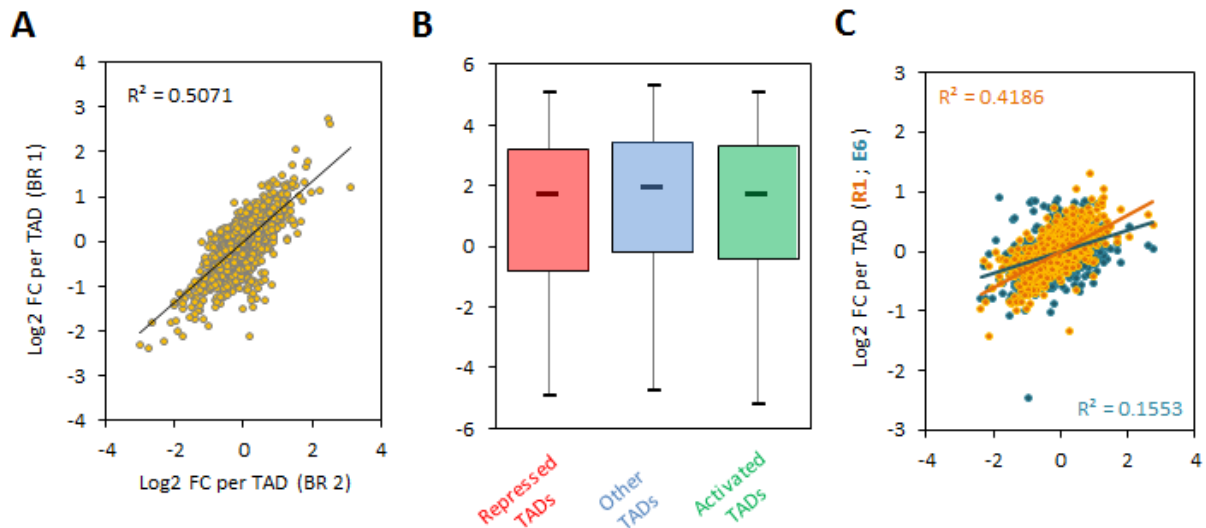 A
4
3
2
1
0
-1
-2
-3
-4
R² = 0.5071
Log2 FC per TAD (BR 1)
-4
-2
0
2
4
Log2 FC per TAD (BR 2)
B
6
4
2
0
-2
-4
-6
Repressed
TADs
Other
TADs
Activated
TADs
C
3
2
1
0
-1
-2
-3
R² = 0.4186
R² = 0.1553
Log2 FC per TAD (R1 ; E6)
-4
-2
0
2
4